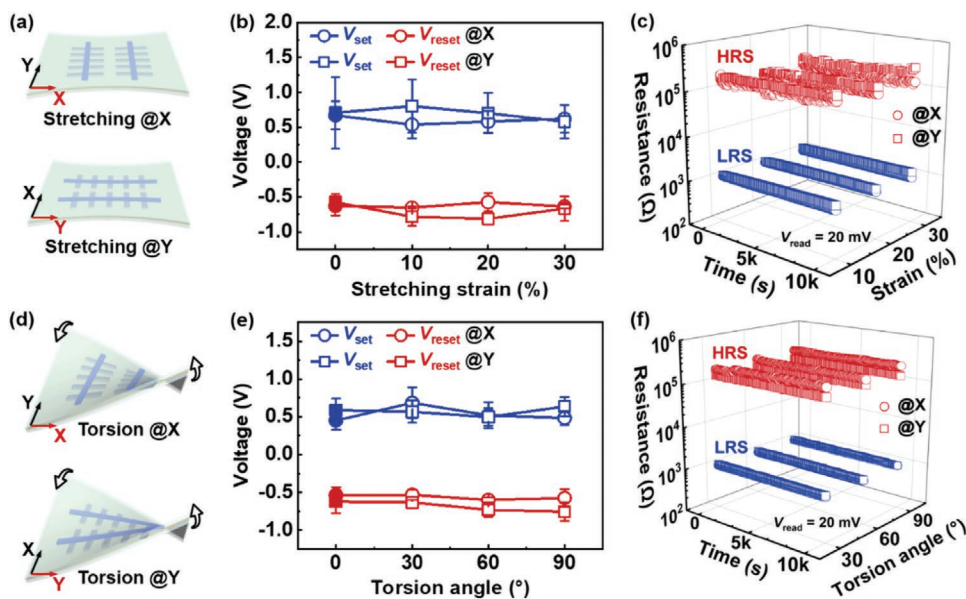 (a)
Y
X
Stretching @X
X
Y
Stretching @Y
(b)
2.0
1.5
1.0
0.5
0.0
-0.5
-1.0
Voltage (V)
Vset Vreset @X
Vset Vreset @Y
0 10 20 30
Stretching strain (%)
(c)
10^6
10^5
10^4
10^3
10^2
Resistance (Ω)
HRS
LRS
@X
@Y
Vread = 20 mV
0 5k 10k
Time (s)
10 20 30
Strain (%)
(d)
Y
X
Torsion @X
X
Y
Torsion @Y
(e)
1.5
1.0
0.5
0.0
-0.5
-1.0
Voltage (V)
Vset Vreset @X
Vset Vreset @Y
0 30 60 90
Torsion angle (°)
(f)
10^6
10^5
10^4
10^3
10^2
Resistance (Ω)
HRS
LRS
@X
@Y
Vread = 20 mV
0 5k 10k
Time (s)
30 60 90
Torsion angle (°)